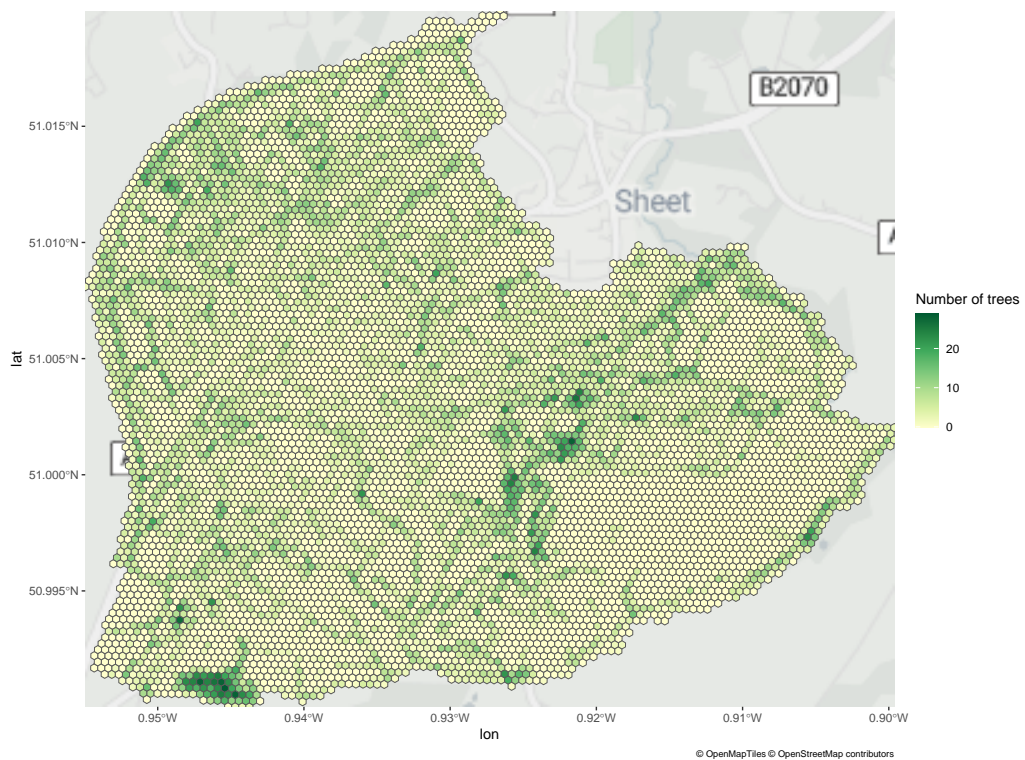 B2070
51.015°N
Sheet
51.010°N
A
Number of trees
51.005°N
20
10
0
lat
A
51.000°N
50.995°N
0.95°W
0.94°W
0.93°W
0.92°W
0.91°W
0.90°W
lon
© OpenMapTiles © OpenStreetMap contributors